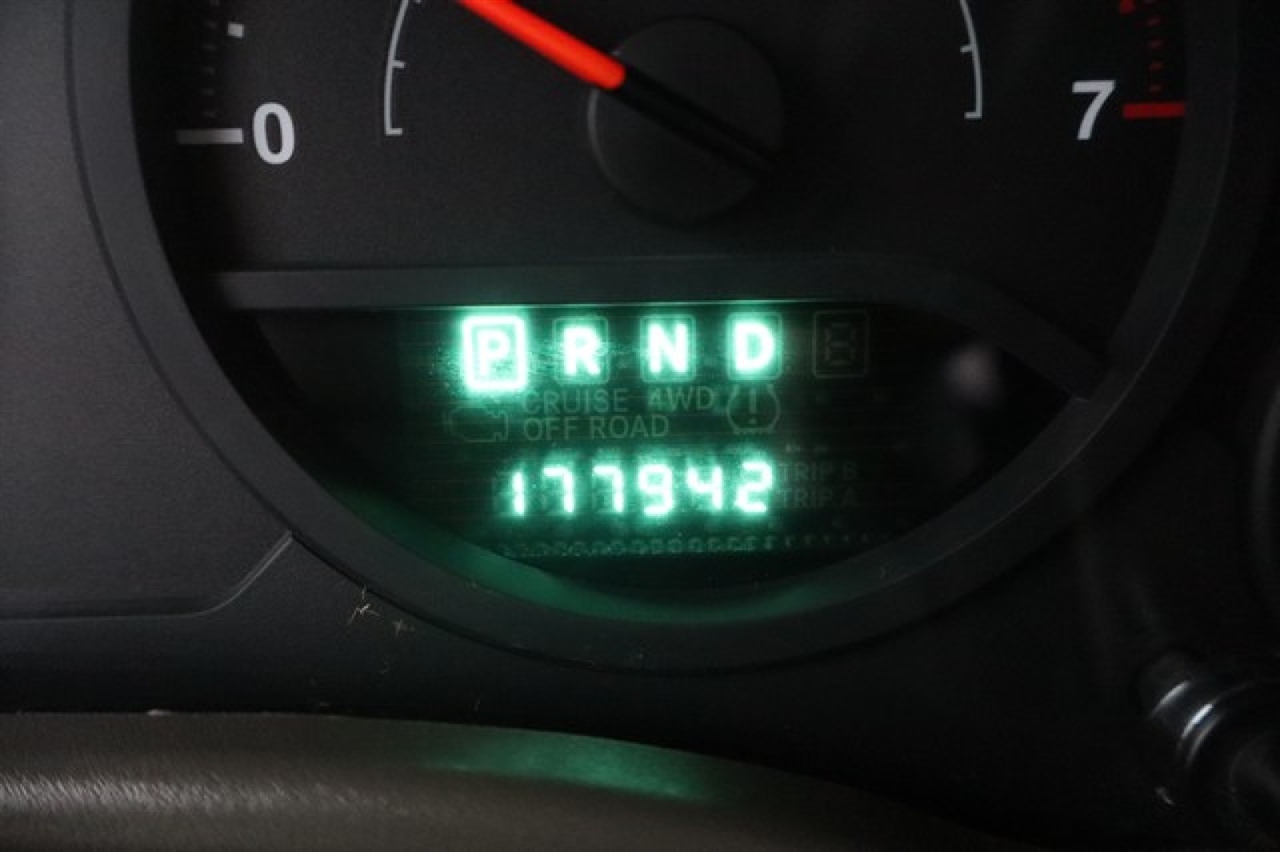 0 7
P R N D
CRUISE 4WD
OFF ROAD
177942
TRIP B
TRIP A